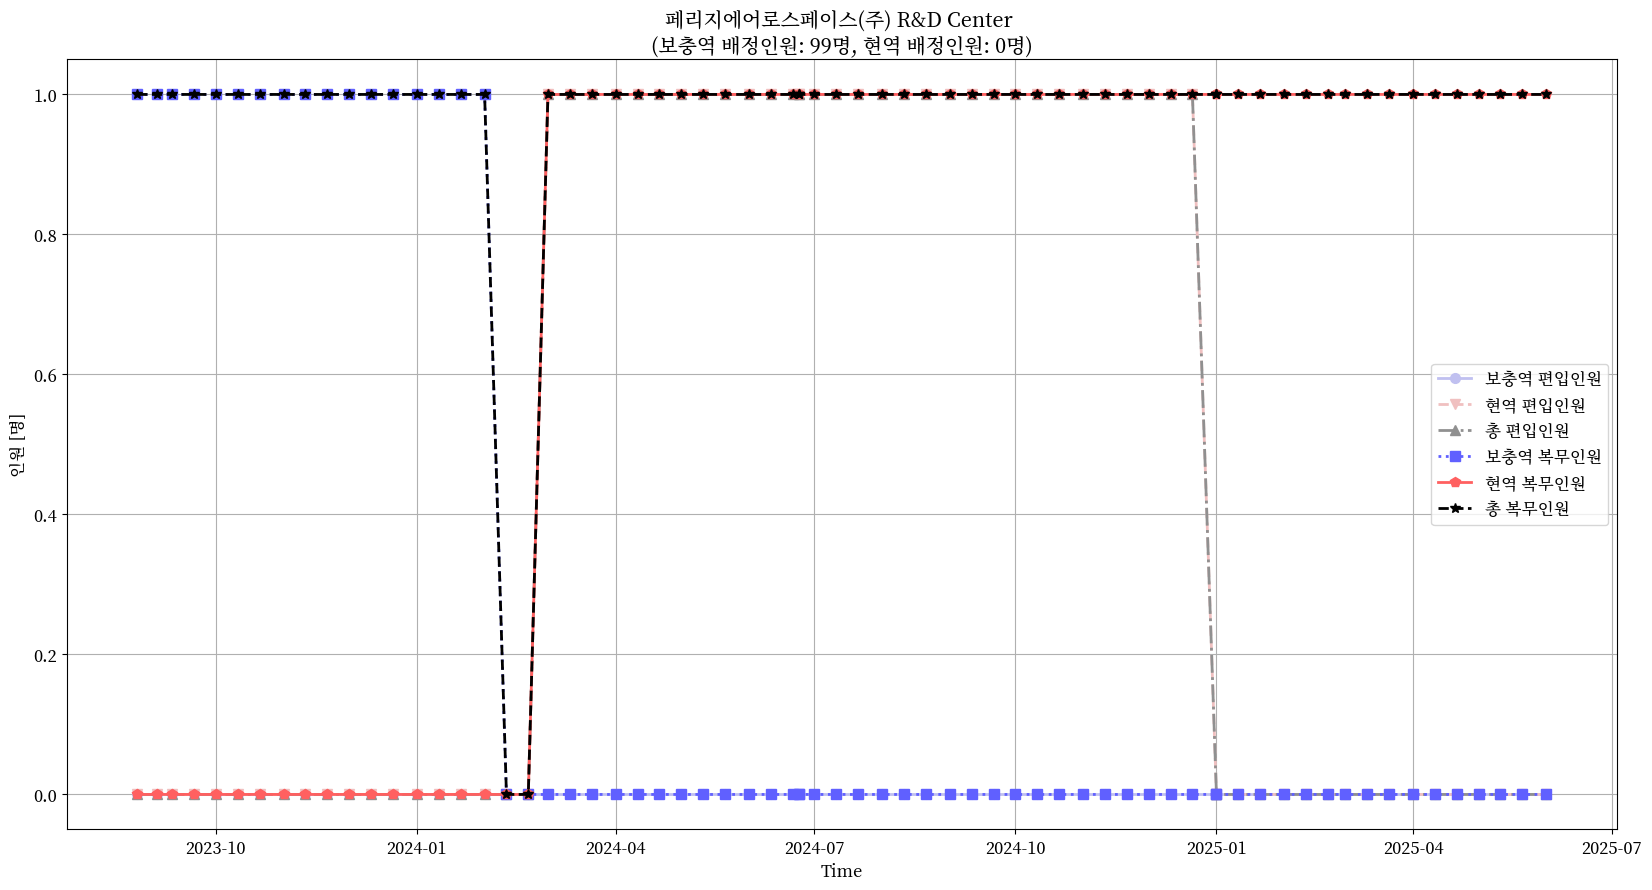 페리지에어로스페이스(주) R&D Center
(보충역 배정인원: 99명, 현역 배정인원: 0명)
인원 [명]
1.0
0.8
0.6
0.4
0.2
0.0
보충역 편입인원
현역 편입인원
총 편입인원
보충역 복무인원
현역 복무인원
총 복무인원
2023-10 2024-01 2024-04 2024-07 2024-10 2025-01 2025-04 2025-07
Time